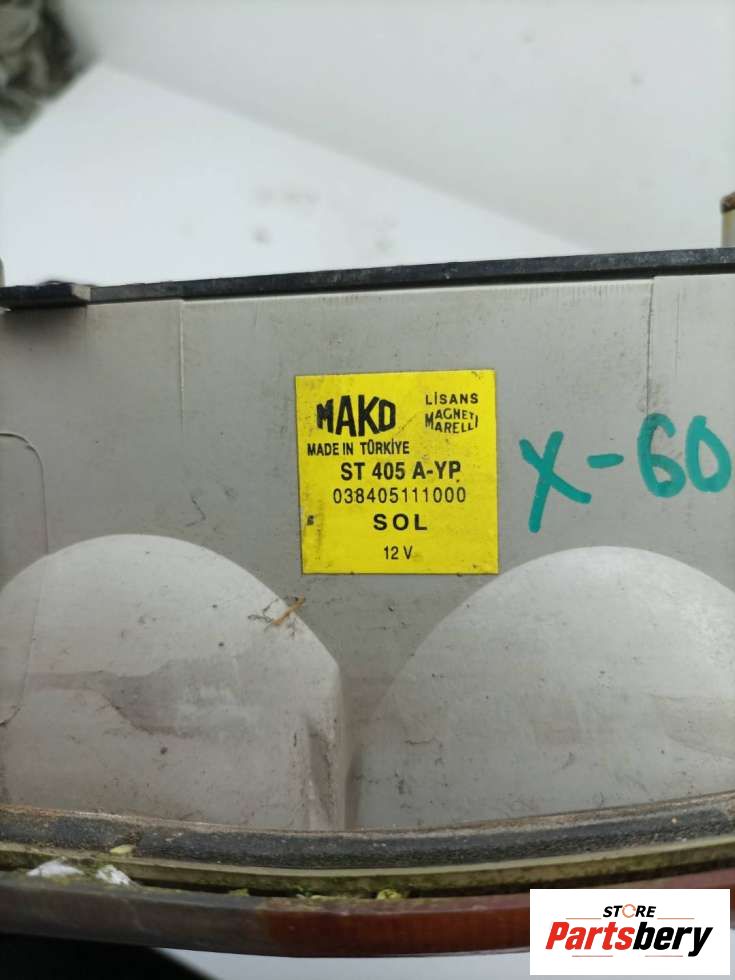 MAKO
LİSANS
MAGNETI
MARELLI
MADE IN TÜRKİYE
ST 405 A-YP
038405111000
SOL
12 V
X-60
STORE
Partsbery